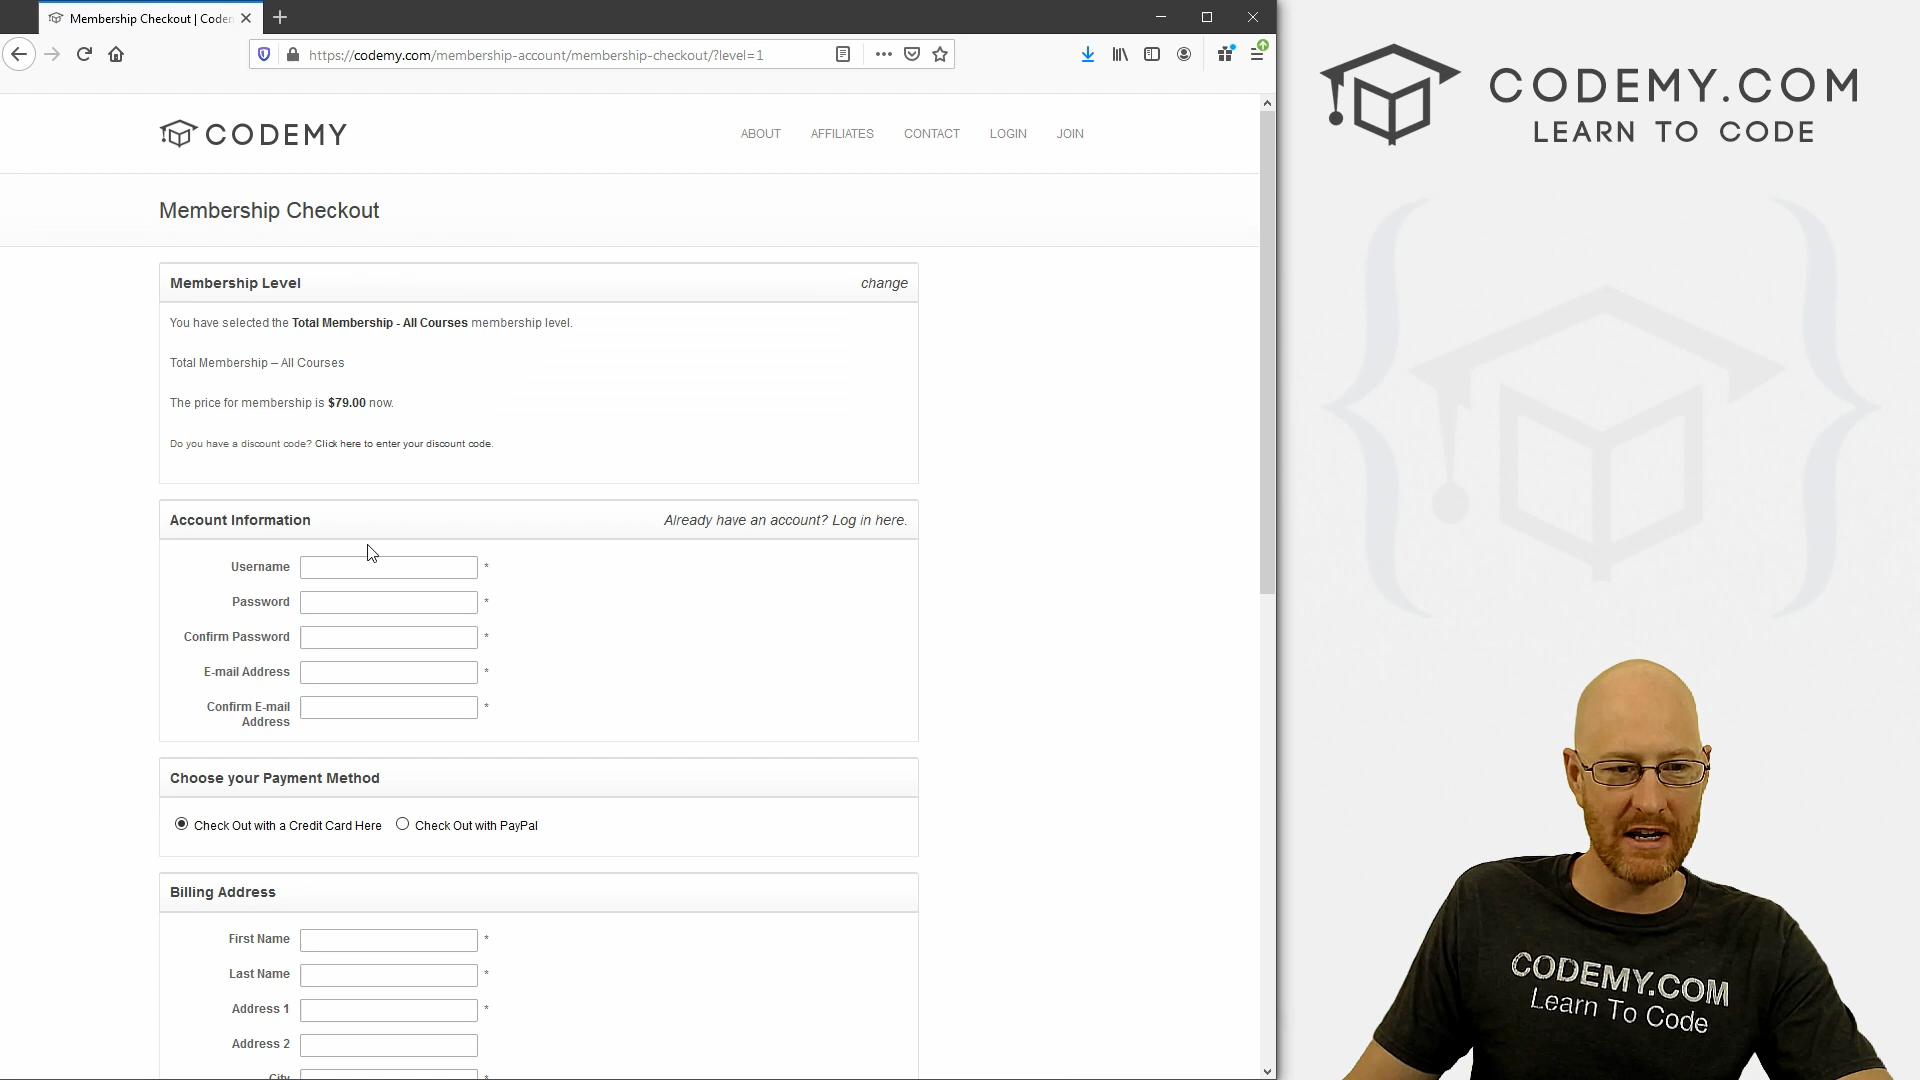 Membership Checkout | Codem
https://codemy.com/membership-account/membership-checkout/?level=1
CODEMY
ABOUT AFFILIATES CONTACT LOGIN JOIN
Membership Checkout
Membership Level change
You have selected the Total Membership - All Courses membership level.
Total Membership – All Courses
The price for membership is $79.00 now.
Do you have a discount code? Click here to enter your discount code.
Account Information Already have an account? Log in here.
Username *
Password *
Confirm Password *
E-mail Address *
Confirm E-mail
Address *
Choose your Payment Method
Check Out with a Credit Card Here Check Out with PayPal
Billing Address
First Name *
Last Name *
Address 1 *
Address 2
City *
CODEMY.COM
LEARN TO CODE
CODEMY.COM
Learn To Code